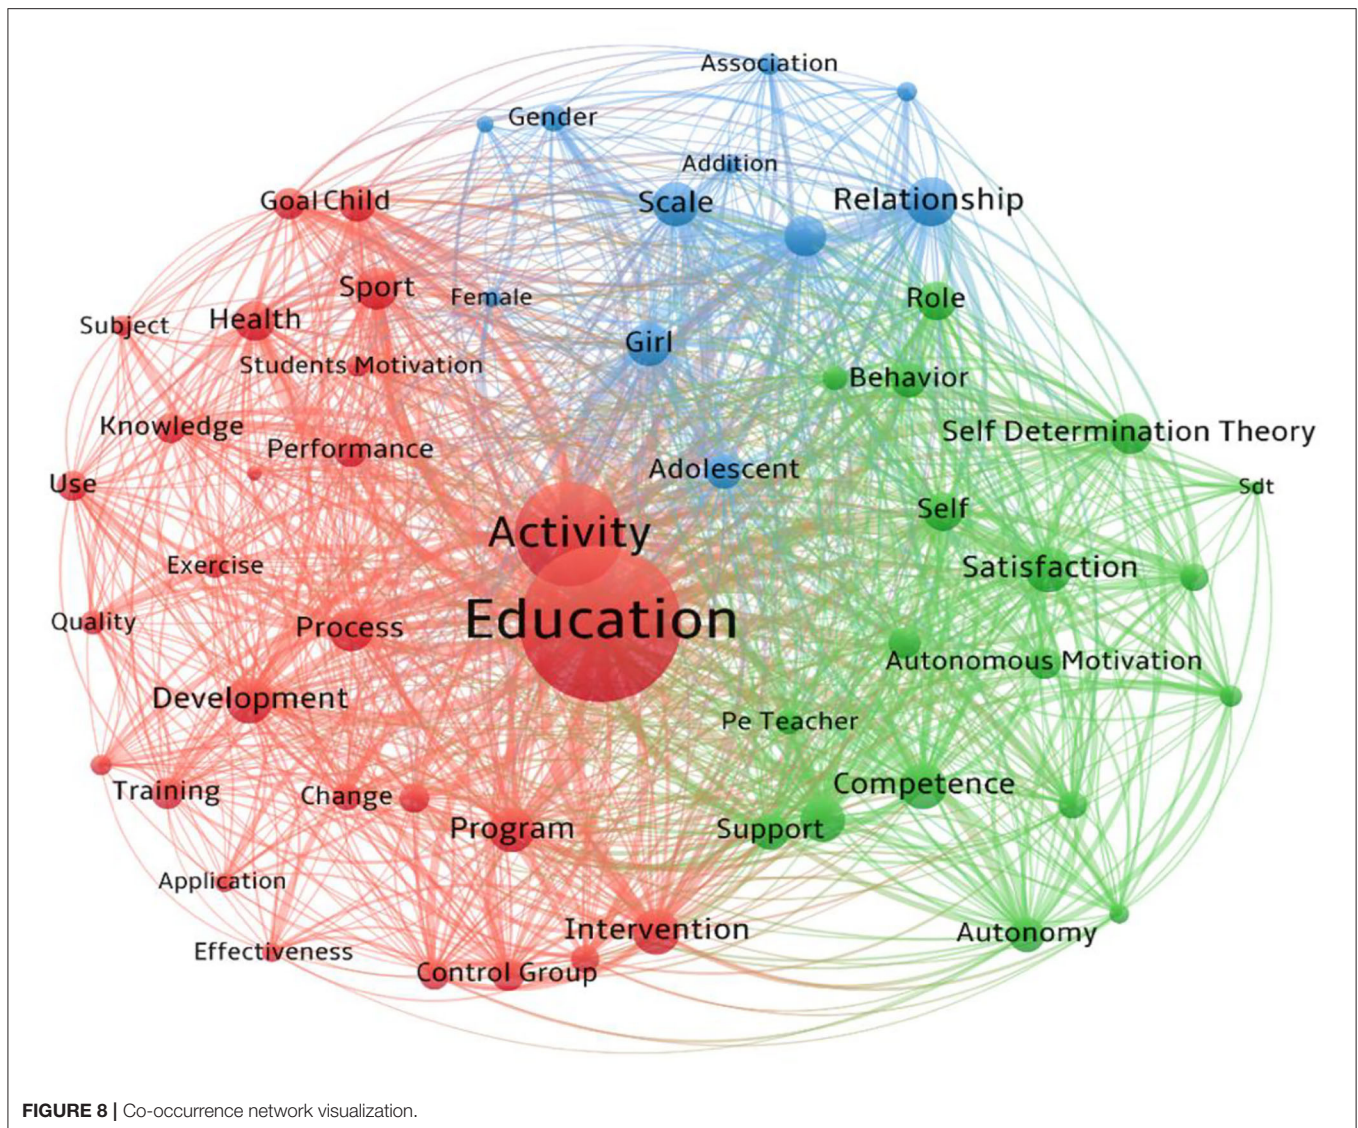 Association
Gender
Addition
Goal Child
Scale
Relationship
Sport
Female
Role
Subject
Health
Girl
Students Motivation
Behavior
Knowledge
Performance
Self Determination Theory
Use
Adolescent
Sdt
Activity
Self
Exercise
Satisfaction
Quality
Process
Education
Autonomous Motivation
Development
Pe Teacher
Training
Change
Competence
Program
Support
Application
Intervention
Autonomy
Effectiveness
Control Group
FIGURE 8 | Co-occurrence network visualization.